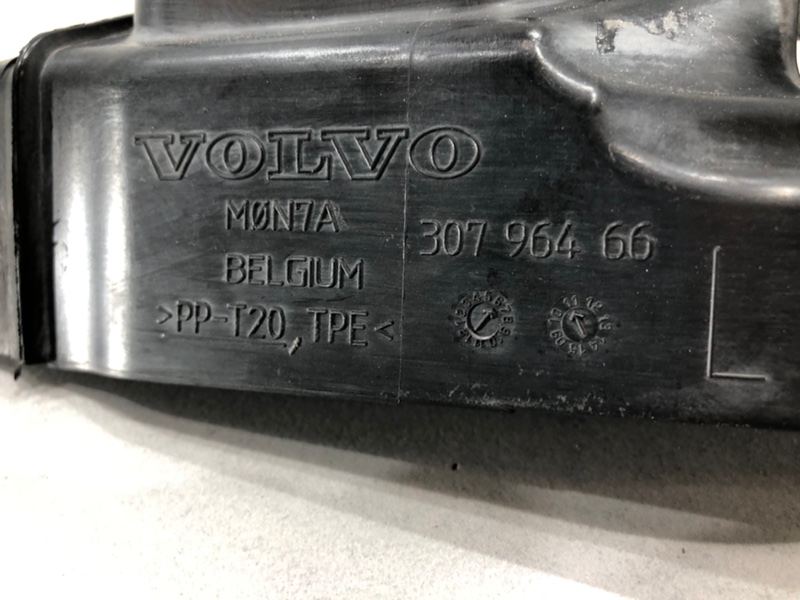 VOLVO
MØN7A
307 964 66
BELGIUM
>PP-T20, TPE<
L